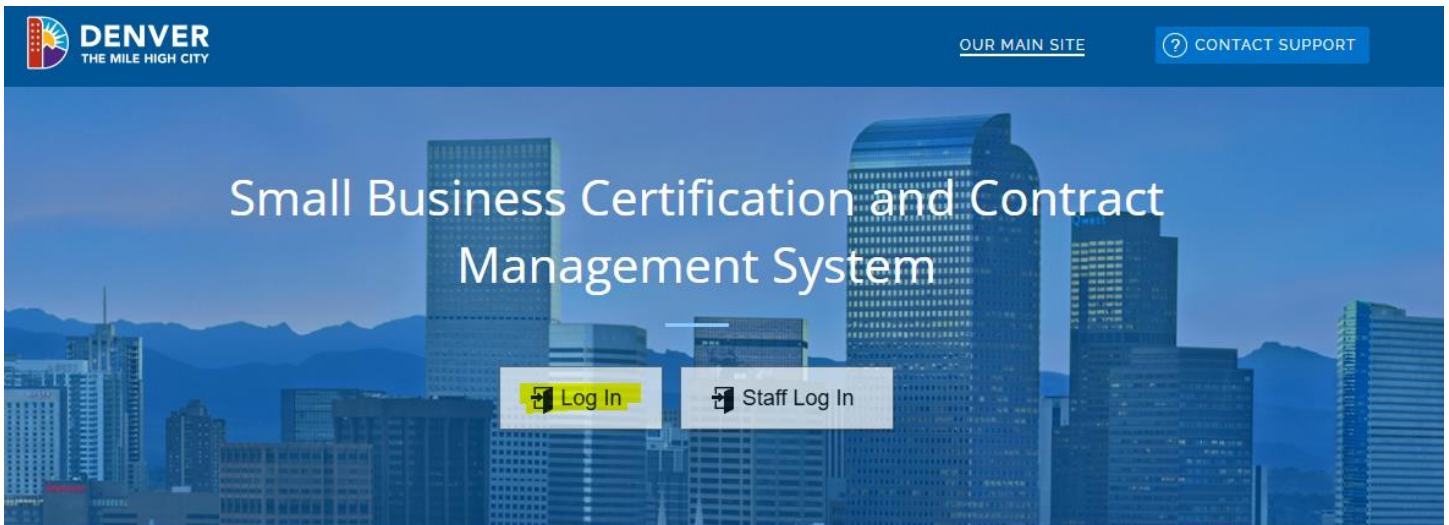 DENVER
THE MILE HIGH CITY
OUR MAIN SITE
? CONTACT SUPPORT
Small Business Certification and Contract
Management System
Qwest
Log In
Staff Log In